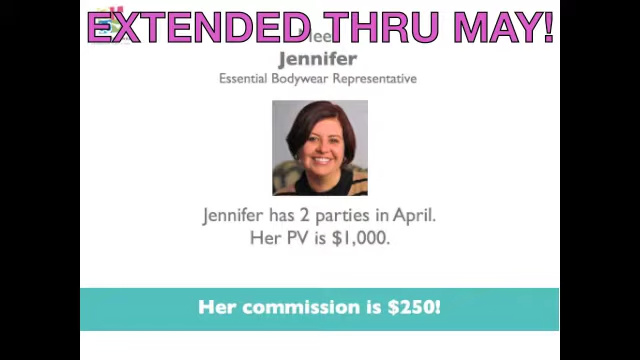 EXTENDED THRU MAY!
Jennifer
Essential Bodywear Representative
Jennifer has 2 parties in April.
Her PV is $1,000.
Her commission is $250!